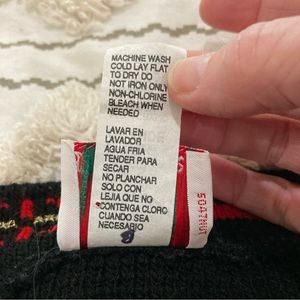 MACHINE WASH
COLD LAY FLAT
TO DRY DO
NOT IRON ONLY
NON-CHLORINE
BLEACH WHEN
NEEDED
LAVAR EN
LAVADOR
AGUA FRIA
TENDER PARA
SECAR
NO PLANCHAR
SOLO CON
LEJIA QUE NO
CONTENGA CLORO
CUANDO SEA
NECESARIO